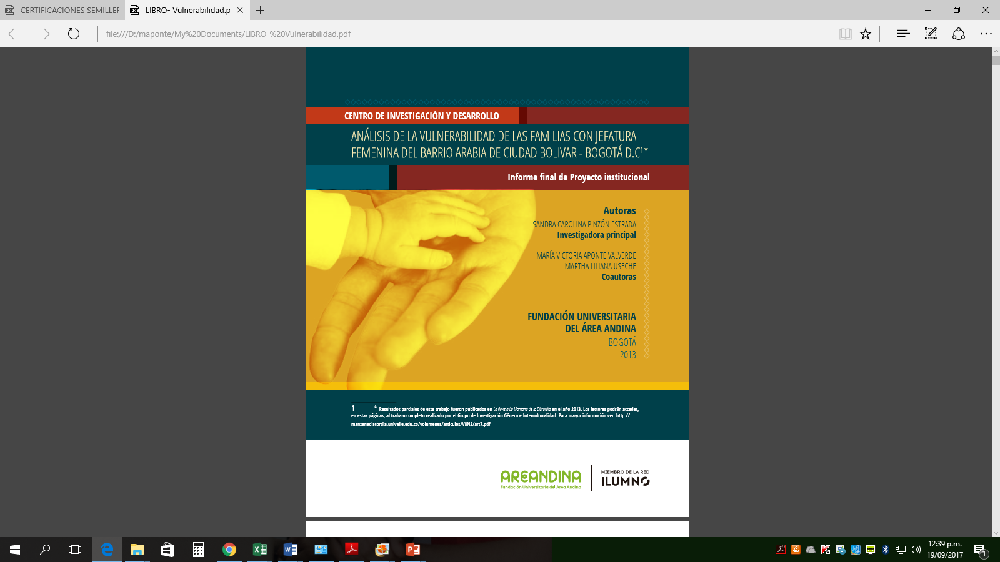 CERTIFICACIONES SEMILLER
LIBRO- Vulnerabilidad.p
file:///D:/maponte/My%20Documents/LIBRO-%20Vulnerabilidad.pdf
CENTRO DE INVESTIGACIÓN Y DESARROLLO
ANÁLISIS DE LA VULNERABILIDAD DE LAS FAMILIAS CON JEFATURA
FEMENINA DEL BARRIO ARABIA DE CIUDAD BOLIVAR - BOGOTÁ D.C1*
Informe final de Proyecto institucional
Autoras
SANDRA CAROLINA PINZÓN ESTRADA
Investigadora principal
MARÍA VICTORIA APONTE VALVERDE
MARTHA LILIANA USECHE
Coautoras
FUNDACIÓN UNIVERSITARIA
DEL ÁREA ANDINA
BOGOTÁ
2013
1 * Resultados parciales de este trabajo fueron publicados en La Revista La Manzana de la Discordia en el año 2013. Los lectores podrán acceder,
en estas páginas, al trabajo completo realizado por el Grupo de Investigación Género e Interculturalidad. Para mayor información ver: http://
manzanadiscordia.univalle.edu.co/volumenes/articulos/V8N2/art7.pdf
AREANDINA
Fundación Universitaria del Área Andina
MIEMBRO DE LA RED
ILUMNO
12:39 p.m.
19/09/2017
1